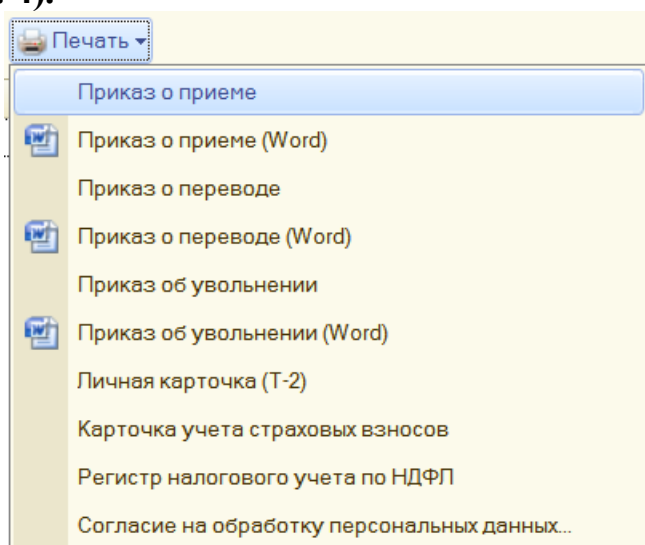 4).
Печать
Приказ о приеме
Приказ о приеме (Word)
Приказ о переводе
Приказ о переводе (Word)
Приказ об увольнении
Приказ об увольнении (Word)
Личная карточка (Т-2)
Карточка учета страховых взносов
Регистр налогового учета по НДФЛ
Согласие на обработку персональных данных...